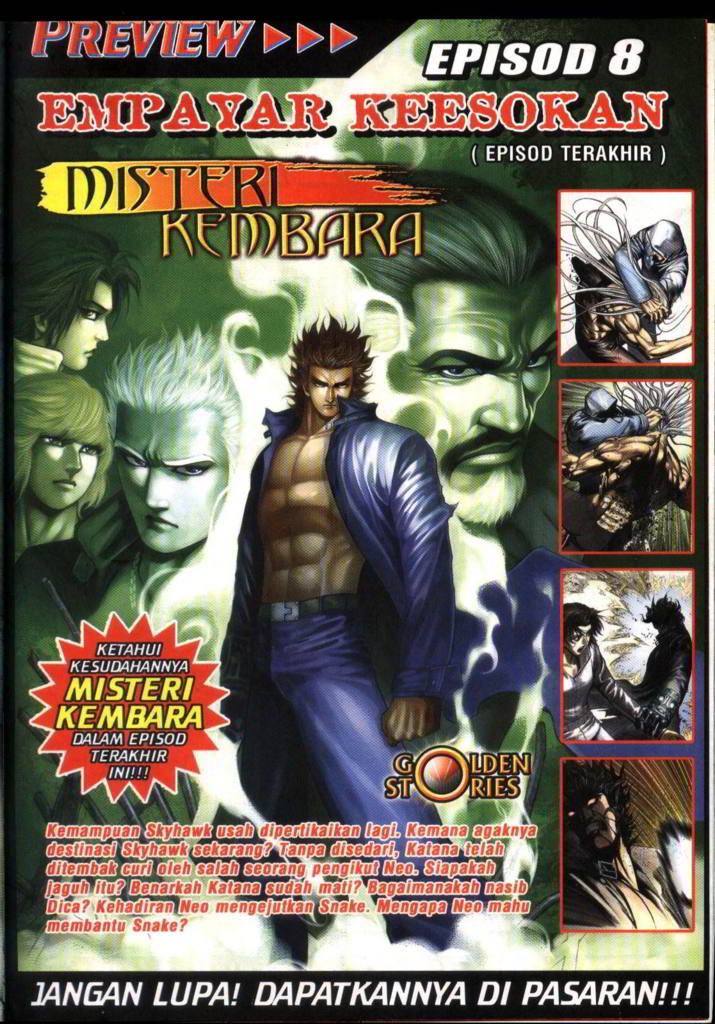 PREVIEW
EPISOD 8
EMPAYAR KEESOKAN
( EPISOD TERAKHIR )
MISTERI
KEMBARA
KETAHUI
KESUDAHANNYA
MISTERI
KEMBARA
DALAM EPISOD
TERAKHIR
INI!!!
GOLDEN
STORIES
Kemampuan Skyhawk usah dipertikaikan lagi. Kemana agaknya
destinasi Skyhawk sekarang? Tanpa disedari, Katana telah
ditembak curi oleh salah seorang pengikut Neo. Siapakah
jaguh itu? Benarkah Katana sudah mati? Bagaimanakah nasib
Dica? Kehadiran Neo mengejutkan Snake. Mengapa Neo mahu
membantu Snake?
JANGAN LUPA! DAPATKANNYA DI PASARAN!!!